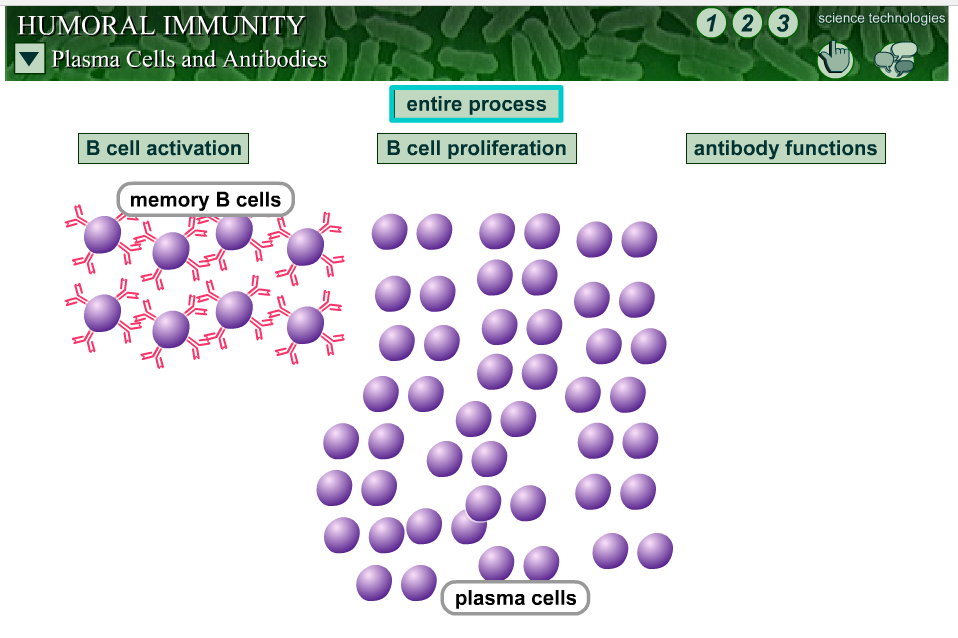 HUMORAL IMMUNITY
Plasma Cells and Antibodies
1 2 3
science technologies
entire process
B cell activation
B cell proliferation
antibody functions
memory B cells
plasma cells